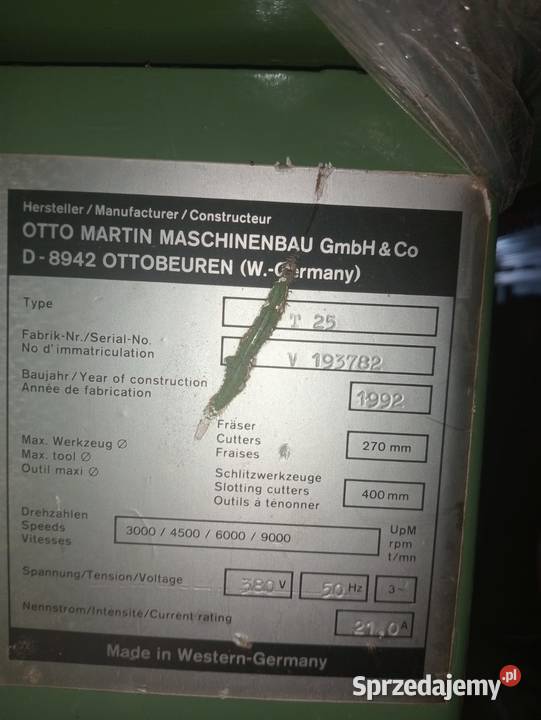 Hersteller / Manufacturer / Constructeur
OTTO MARTIN MASCHINENBAU GmbH & Co
D - 8942 OTTOBEUREN (W.-Germany)
Type
T 25
Fabrik-Nr./Serial-No.
No d'immatriculation
V 193782
Baujahr / Year of construction
Année de fabrication
1992
Max. Werkzeug ∅
Max. tool ∅
Outil maxi ∅
Fräser
Cutters
Fraises
270 mm
Schlitzwerkzeuge
Slotting cutters
Outils à ténonner
400 mm
Drehzahlen
Speeds
Vitesses
3000 / 4500 / 6000 / 9000
UpM
rpm
t/mn
Spannung/Tension/Voltage
380 V
50 Hz
3~
Nennstrom/Intensité/Current rating
21,0 A
Made in Western-Germany
Sprzedajemy.pl